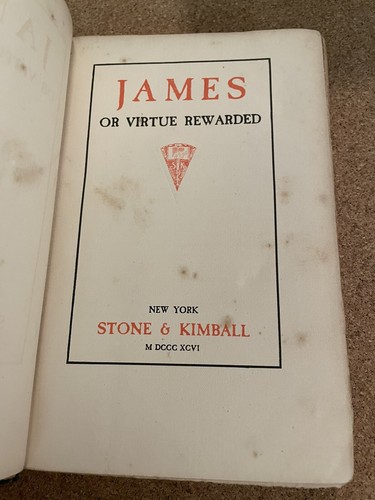 JAMES
OR VIRTUE REWARDED
NEW YORK
STONE & KIMBALL
M DCCC XCVI